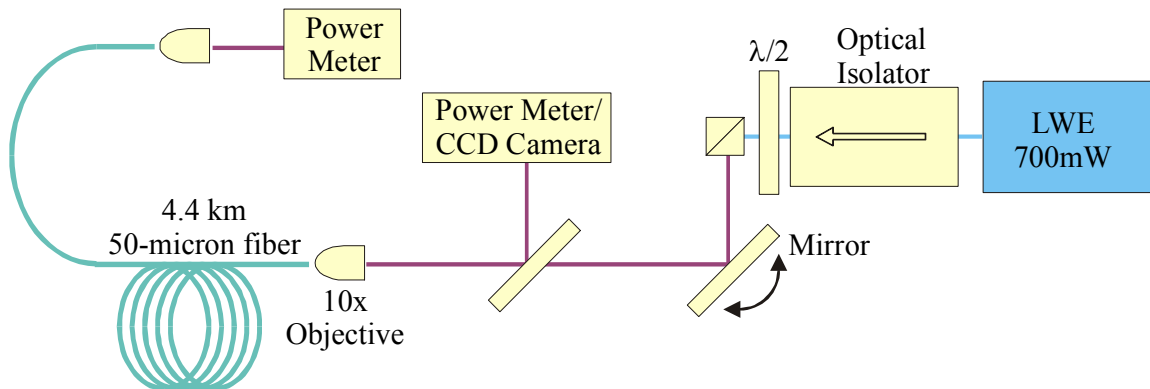 Power
Meter
Power Meter/
CCD Camera
λ/2
Optical
Isolator
LWE
700mW
4.4 km
50-micron fiber
10x
Objective
Mirror